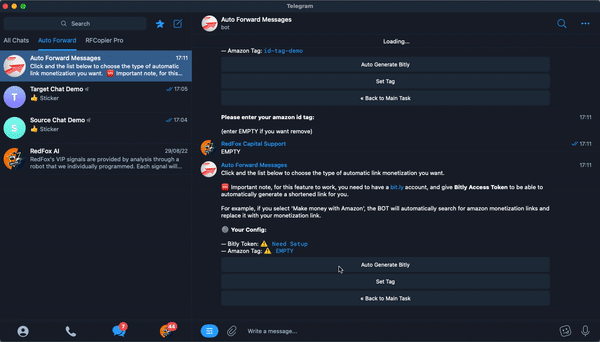 Telegram
Search
All Chats
Auto Forward
RFCopier Pro
Auto Forward Messages
17:11
Click and the list below to choose the type of automatic
link monetization you want. 🆘 Important note, for this...
Target Chat Demo
17:05
👍 Sticker
Source Chat Demo
17:04
👍 Sticker
RedFox AI
29/08/22
RedFox's VIP signals are provided by analysis through a
robot that we individually programmed. Each signal will...
7
44
Auto Forward Messages
bot
Loading...
— Amazon Tag: id-tag-demo
Auto Generate Bitly
Set Tag
« Back to Main Task
Please enter your amazon id tag:
17:11
(enter EMPTY if you want remove)
RedFox Capital Support
17:11
EMPTY
Auto Forward Messages
17:11
Click and the list below to choose the type of automatic link monetization you want.
🆘 Important note, for this feature to work, you need to have a bit.ly account, and give Bitly Access Token to be able to
automatically generate a shortened link for you.
For example, if you select 'Make money with Amazon', the BOT will automatically search for amazon monetization links and
replace it with your monetization link.
Your Config:
— Bitly Token: ⚠️ Need Setup
— Amazon Tag: ⚠️ EMPTY
Auto Generate Bitly
Set Tag
« Back to Main Task
Write a message...